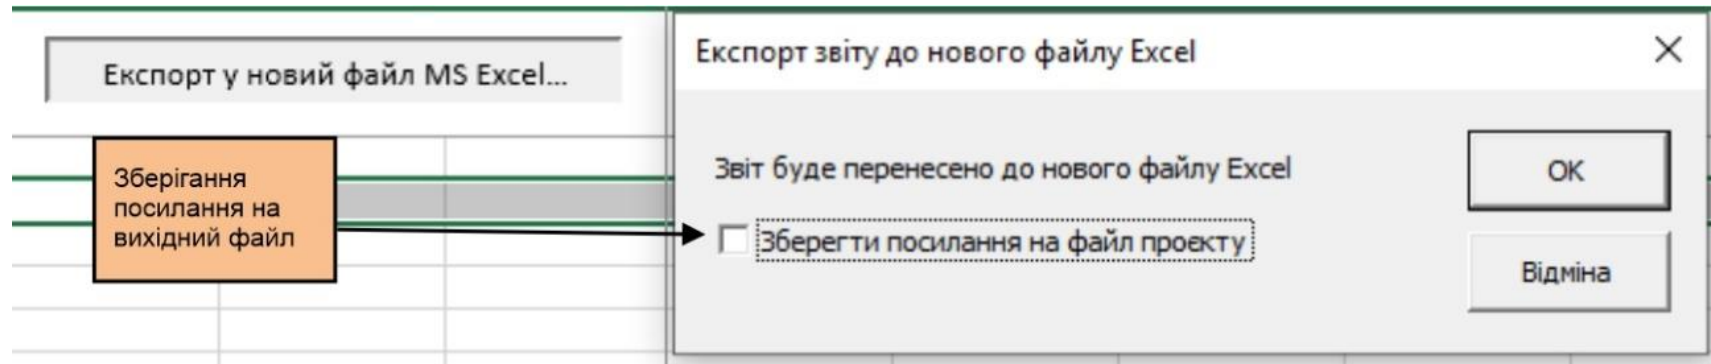 Експорт у новий файл MS Excel...
Експорт звіту до нового файлу Excel
Зберігання
посилання на
вихідний файл
Звіт буде перенесено до нового файлу Excel
OK
Зберегти посилання на файл проєкту
Відміна